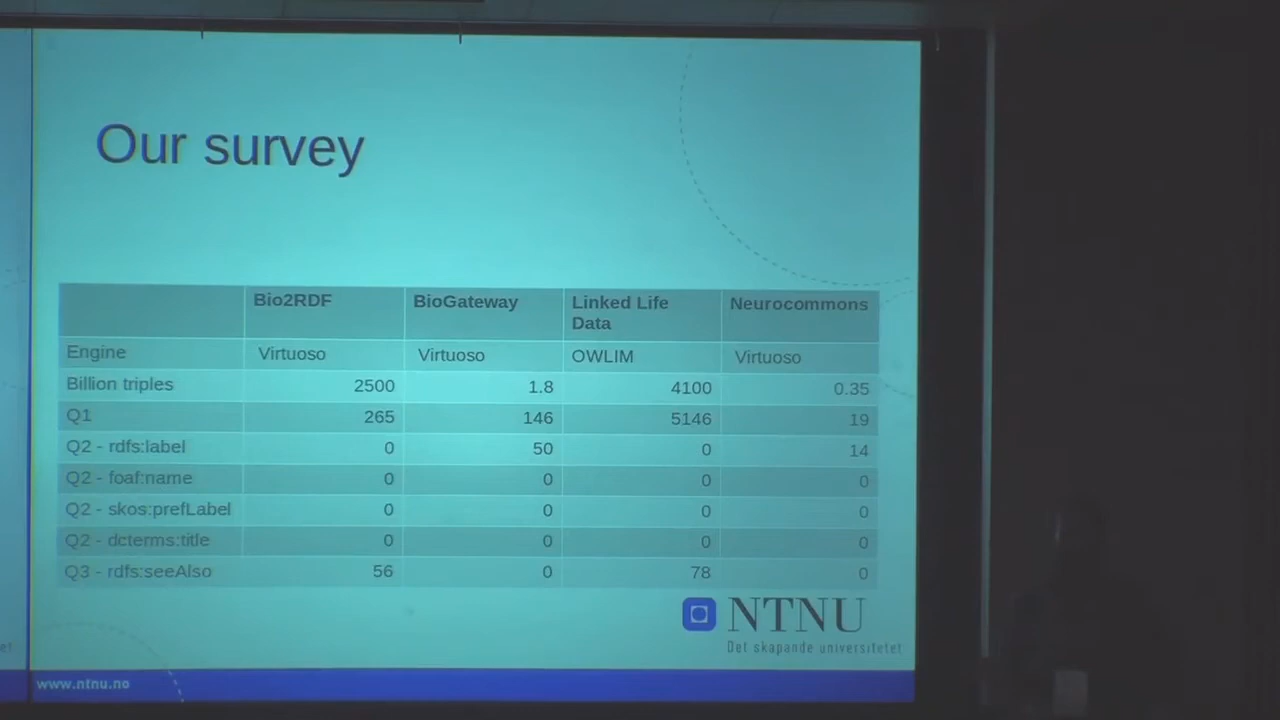 Our survey
Bio2RDF BioGateway Linked Life Data Neurocommons
Engine Virtuoso Virtuoso OWLIM Virtuoso
Billion triples 2500 1.8 4100 0.35
Q1 265 146 5146 19
Q2 - rdfs:label 0 50 0 14
Q2 - foaf:name 0 0 0 0
Q2 - skos:prefLabel 0 0 0 0
Q2 - dcterms:title 0 0 0 0
Q3 - rdfs:seeAlso 56 0 78 0
NTNU
Det skapande universitetet
www.ntnu.no